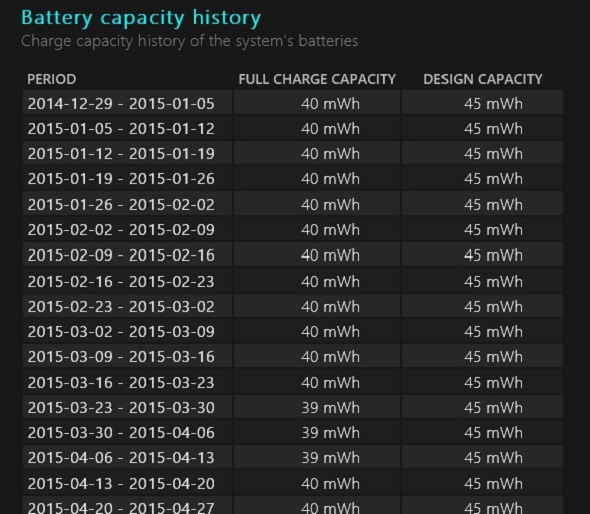 Battery capacity history
Charge capacity history of the system's batteries
PERIOD FULL CHARGE CAPACITY DESIGN CAPACITY
2014-12-29 - 2015-01-05 40 mWh 45 mWh
2015-01-05 - 2015-01-12 40 mWh 45 mWh
2015-01-12 - 2015-01-19 40 mWh 45 mWh
2015-01-19 - 2015-01-26 40 mWh 45 mWh
2015-01-26 - 2015-02-02 40 mWh 45 mWh
2015-02-02 - 2015-02-09 40 mWh 45 mWh
2015-02-09 - 2015-02-16 40 mWh 45 mWh
2015-02-16 - 2015-02-23 40 mWh 45 mWh
2015-02-23 - 2015-03-02 40 mWh 45 mWh
2015-03-02 - 2015-03-09 40 mWh 45 mWh
2015-03-09 - 2015-03-16 40 mWh 45 mWh
2015-03-16 - 2015-03-23 40 mWh 45 mWh
2015-03-23 - 2015-03-30 39 mWh 45 mWh
2015-03-30 - 2015-04-06 39 mWh 45 mWh
2015-04-06 - 2015-04-13 39 mWh 45 mWh
2015-04-13 - 2015-04-20 40 mWh 45 mWh
2015-04-20 - 2015-04-27 40 mWh 45 mWh